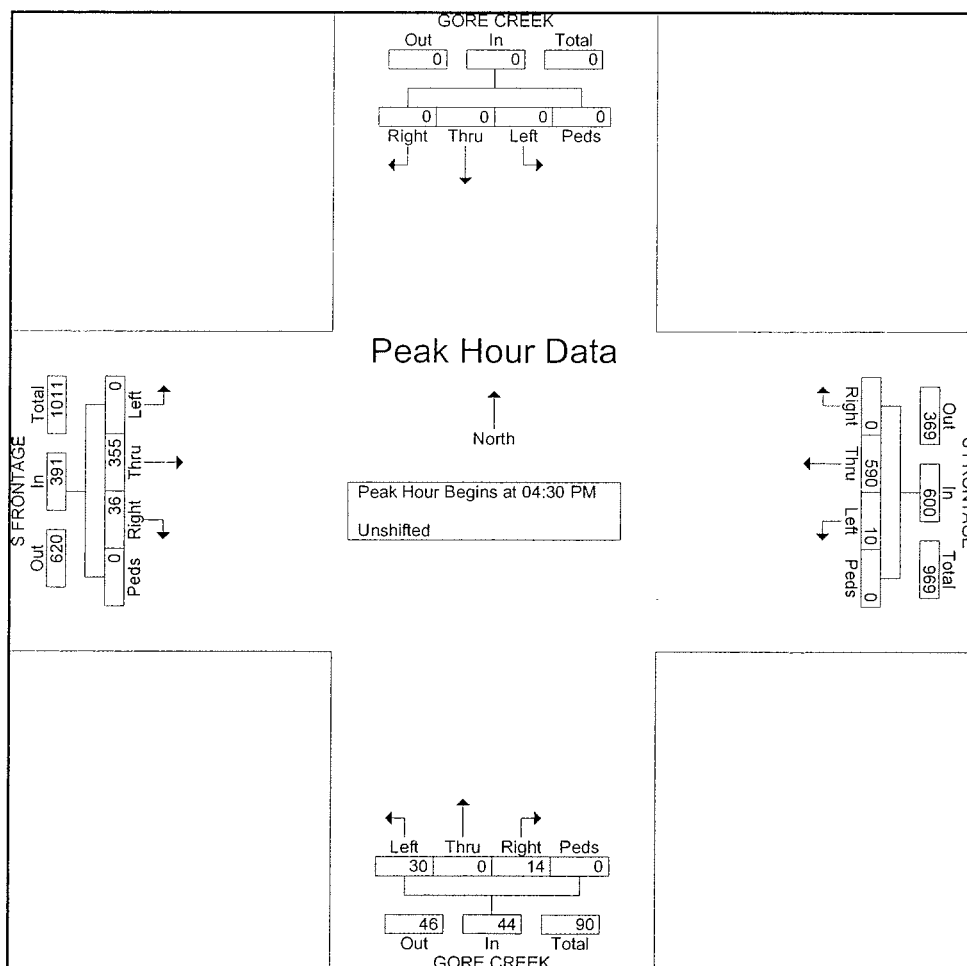 GORE CREEK
Out In Total
0 0 0
0 0 0 0
Right Thru Left Peds
Peak Hour Data
North
Peak Hour Begins at 04:30 PM
Unshifted
S FRONTAGE
Out In Total
620 391 1011
0 355 36 0
Left Thru Right Peds
Out In Total
369 600 969
0 590 10 0
Right Thru Left Peds
Left Thru Right Peds
30 0 14 0
46 44 90
Out In Total
GORE CREEK